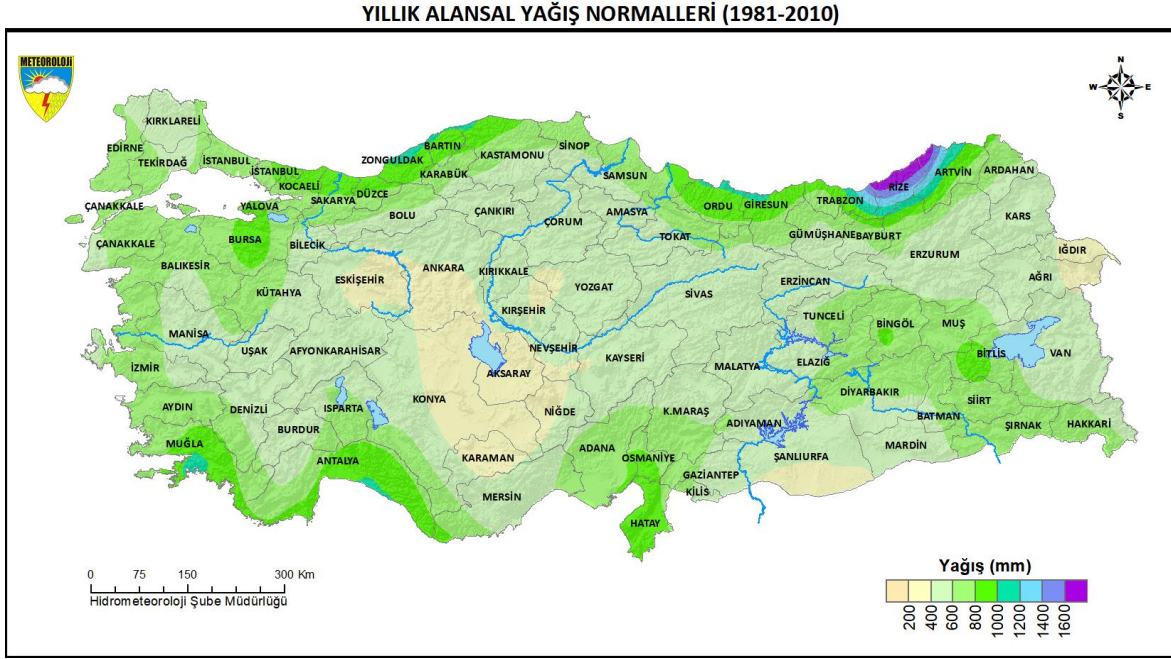 YILLIK ALANSAL YAĞIŞ NORMALLERİ (1981-2010)
METEOROLOJİ
N
W
E
S
KIRKLARELİ
EDİRNE
TEKİRDAĞ
İSTANBUL
İSTANBUL
KOCAELİ
YALOVA
SAKARYA
DÜZCE
ZONGULDAK
BARTIN
KARABÜK
KASTAMONU
SİNOP
SAMSUN
ORDU
GİRESUN
TRABZON
RİZE
ARTVİN
ARDAHAN
ÇANAKKALE
ÇANAKKALE
BALIKESİR
BURSA
BİLECİK
BOLU
ÇANKIRI
ÇORUM
AMASYA
TOKAT
GÜMÜŞHANE
BAYBURT
KARS
ERZURUM
IĞDIR
AĞRI
KÜTAHYA
ESKİŞEHİR
ANKARA
KIRIKKALE
KIRŞEHİR
YOZGAT
SİVAS
ERZİNCAN
TUNCELİ
BİNGÖL
MUŞ
BİTLİS
VAN
MANİSA
İZMİR
UŞAK
AFYONKARAHİSAR
AKSARAY
NEVŞEHİR
KAYSERİ
MALATYA
ELAZIĞ
DİYARBAKIR
SİİRT
BATMAN
ŞIRNAK
HAKKARİ
AYDIN
DENİZLİ
ISPARTA
BURDUR
KONYA
NİĞDE
K.MARAŞ
ADIYAMAN
MARDİN
MUĞLA
ANTALYA
KARAMAN
MERSİN
ADANA
OSMANİYE
GAZİANTEP
KİLİS
ŞANLIURFA
HATAY
0 75 150 300 Km
Hidrometeoroloji Şube Müdürlüğü
Yağış (mm)
200 400 600 800 1000 1200 1400 1600